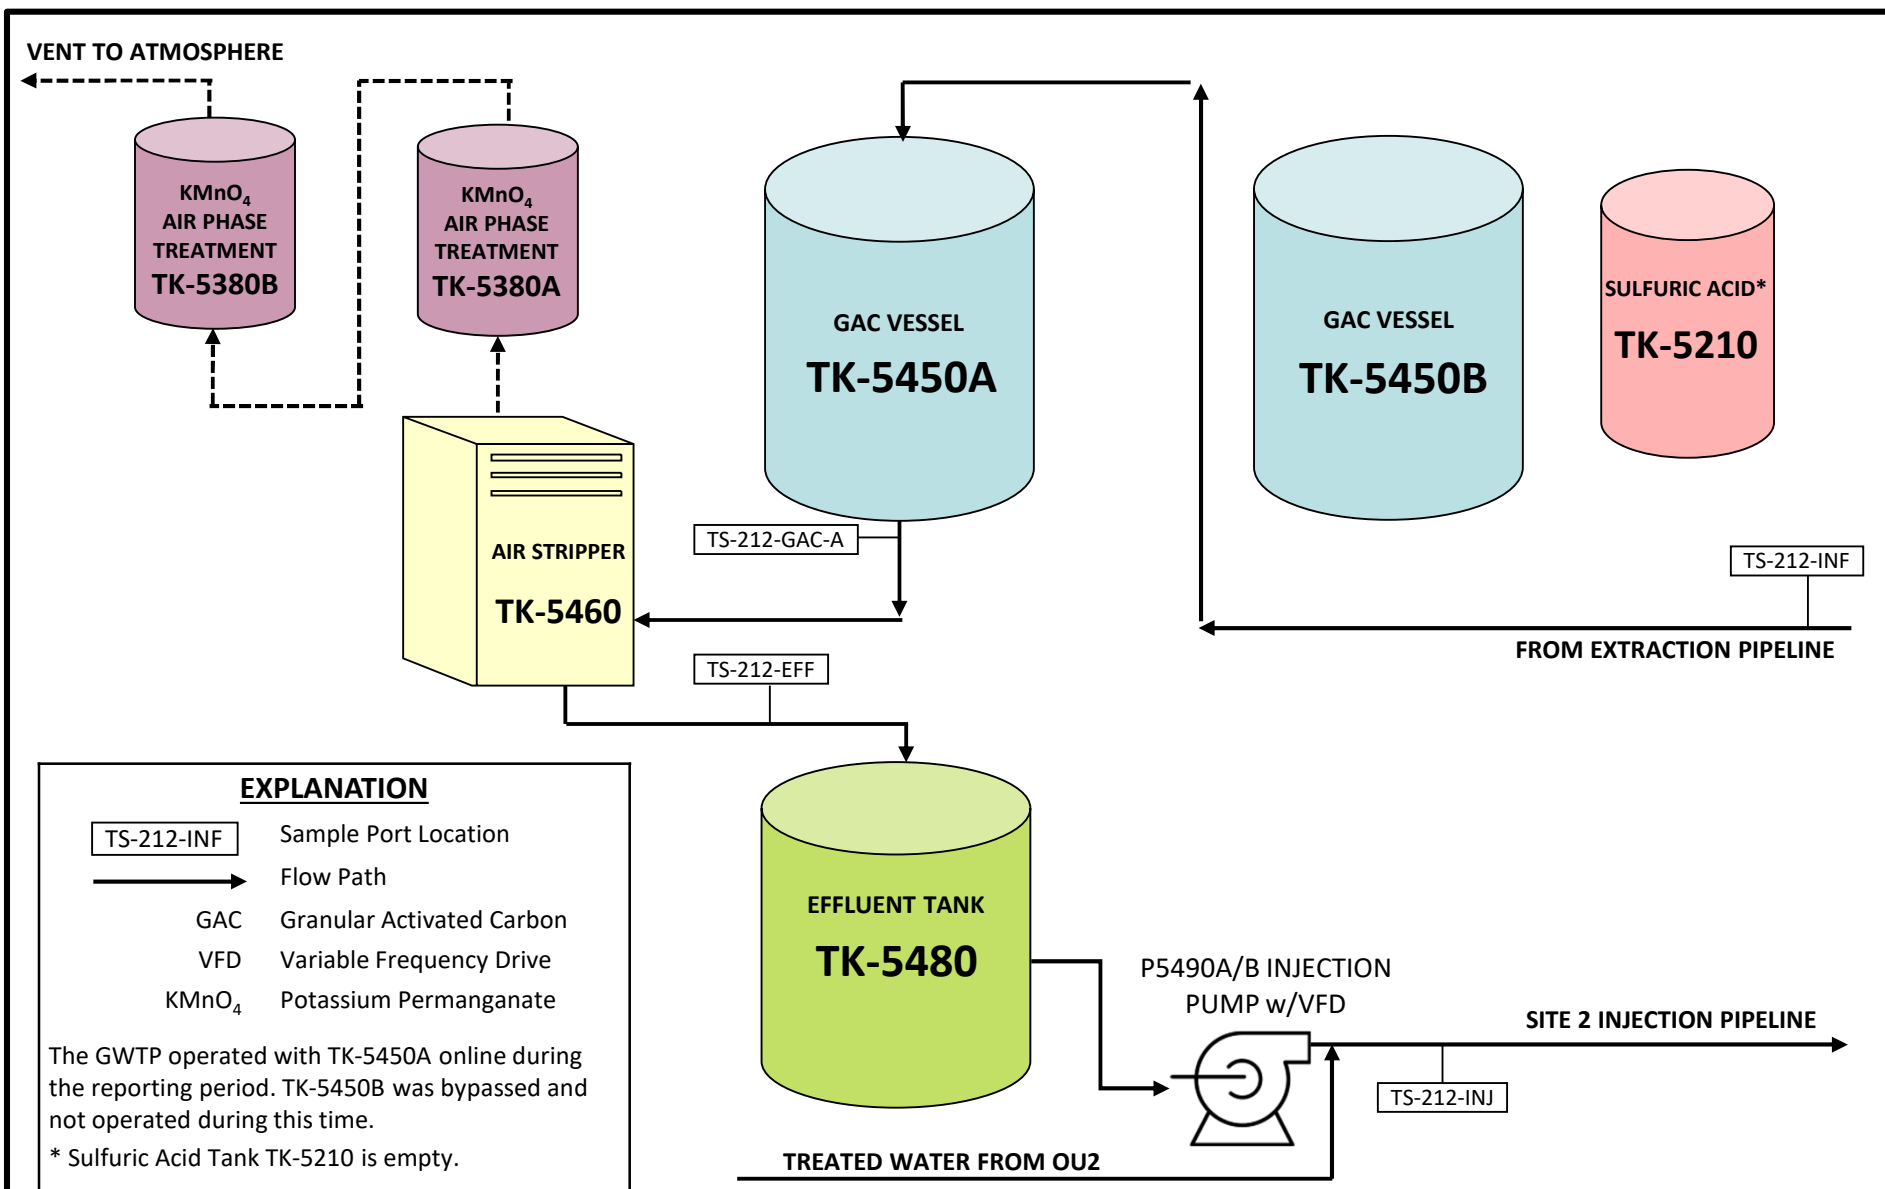 VENT TO ATMOSPHERE
KMnO₄
AIR PHASE
TREATMENT
TK-5380B
KMnO₄
AIR PHASE
TREATMENT
TK-5380A
GAC VESSEL
TK-5450A
GAC VESSEL
TK-5450B
SULFURIC ACID*
TK-5210
TS-212-GAC-A
AIR STRIPPER
TK-5460
TS-212-INF
FROM EXTRACTION PIPELINE
TS-212-EFF
EFFLUENT TANK
TK-5480
P5490A/B INJECTION
PUMP w/VFD
SITE 2 INJECTION PIPELINE
TS-212-INJ
TREATED WATER FROM OU2
EXPLANATION
TS-212-INF Sample Port Location
Flow Path
GAC Granular Activated Carbon
VFD Variable Frequency Drive
KMnO₄ Potassium Permanganate
The GWTP operated with TK-5450A online during
the reporting period. TK-5450B was bypassed and
not operated during this time.
* Sulfuric Acid Tank TK-5210 is empty.